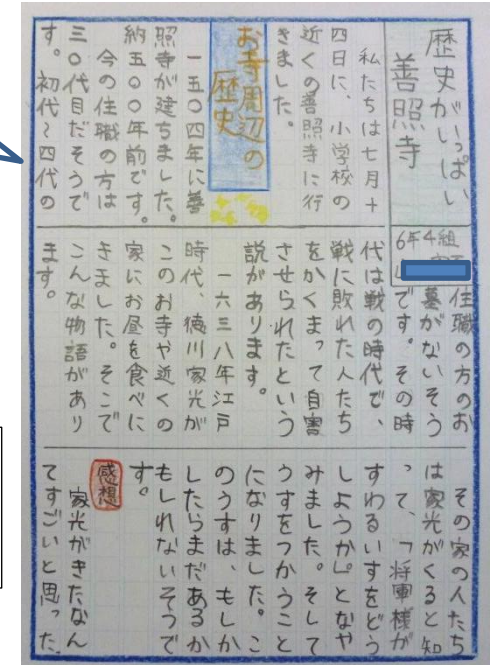 歴史がいっぱい
善照寺
6年4組
私たちは七月十
四日に、小学校の
近くの善照寺に行
きました。
お寺周辺の
歴史
一五〇四年に善
照寺が建ちました。
約五〇〇年前です。
今の住職の方は
三〇代目だそうで
す。初代~四代の
住職の方のお
墓がないそう
です。その時
代は戦の時代で、
戦に敗れた人たち
をかくまって自害
させられたという
説があります。
一六三八年江戸
時代、徳川家光が
このお寺や近くの
家にお昼を食べに
きました。そこで
こんな物語があり
ます。
その家の人たち
は家光がくると知
って、「将軍様が
すわるいすをどう
しようか」となや
みました。そして
うすをつかうこと
になりました。こ
のうすは、もしか
したらまだあるか
もしれないそうで
す。
感想
家光がきたなん
てすごいと思った。